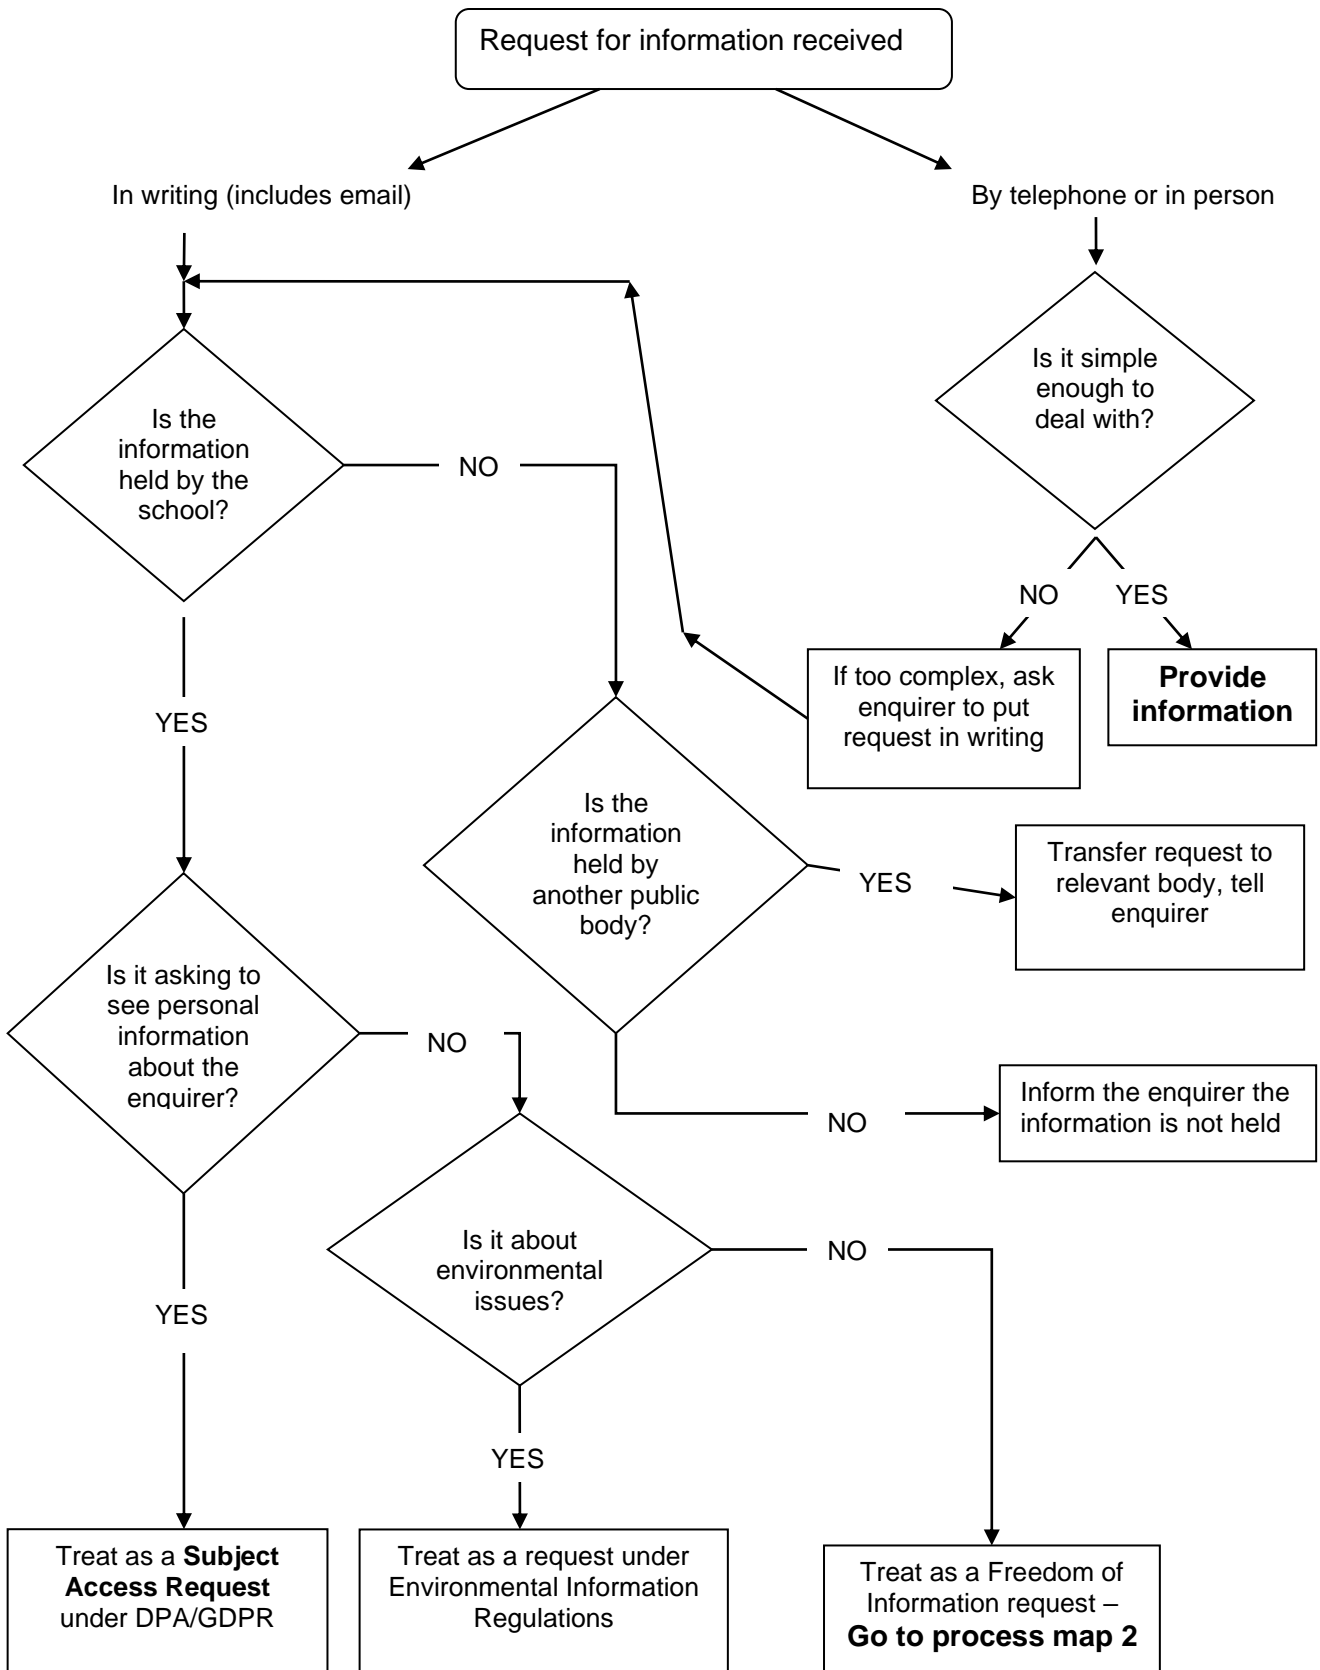 Request for information received
In writing (includes email)
By telephone or in person
Is it simple
enough to
deal with?
Is the
information
held by the
school?
NO
NO
YES
If too complex, ask
enquirer to put
request in writing
Provide
information
YES
Is the
information
held by
another public
body?
YES
Transfer request to
relevant body, tell
enquirer
Is it asking to
see personal
information
about the
enquirer?
NO
NO
Inform the enquirer the
information is not held
Is it about
environmental
issues?
NO
YES
YES
Treat as a Subject
Access Request
under DPA/GDPR
Treat as a request under
Environmental Information
Regulations
Treat as a Freedom of
Information request –
Go to process map 2